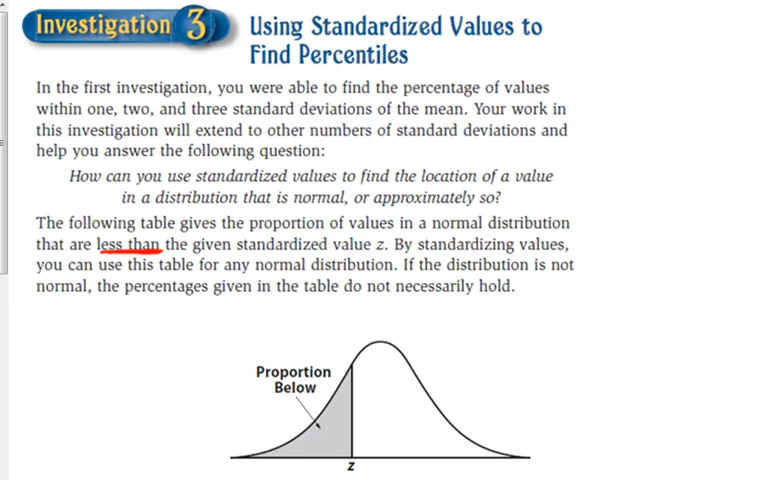 Investigation 3
Using Standardized Values to
Find Percentiles
In the first investigation, you were able to find the percentage of values
within one, two, and three standard deviations of the mean. Your work in
this investigation will extend to other numbers of standard deviations and
help you answer the following question:
How can you use standardized values to find the location of a value
in a distribution that is normal, or approximately so?
The following table gives the proportion of values in a normal distribution
that are less than the given standardized value z. By standardizing values,
you can use this table for any normal distribution. If the distribution is not
normal, the percentages given in the table do not necessarily hold.
Proportion
Below
z